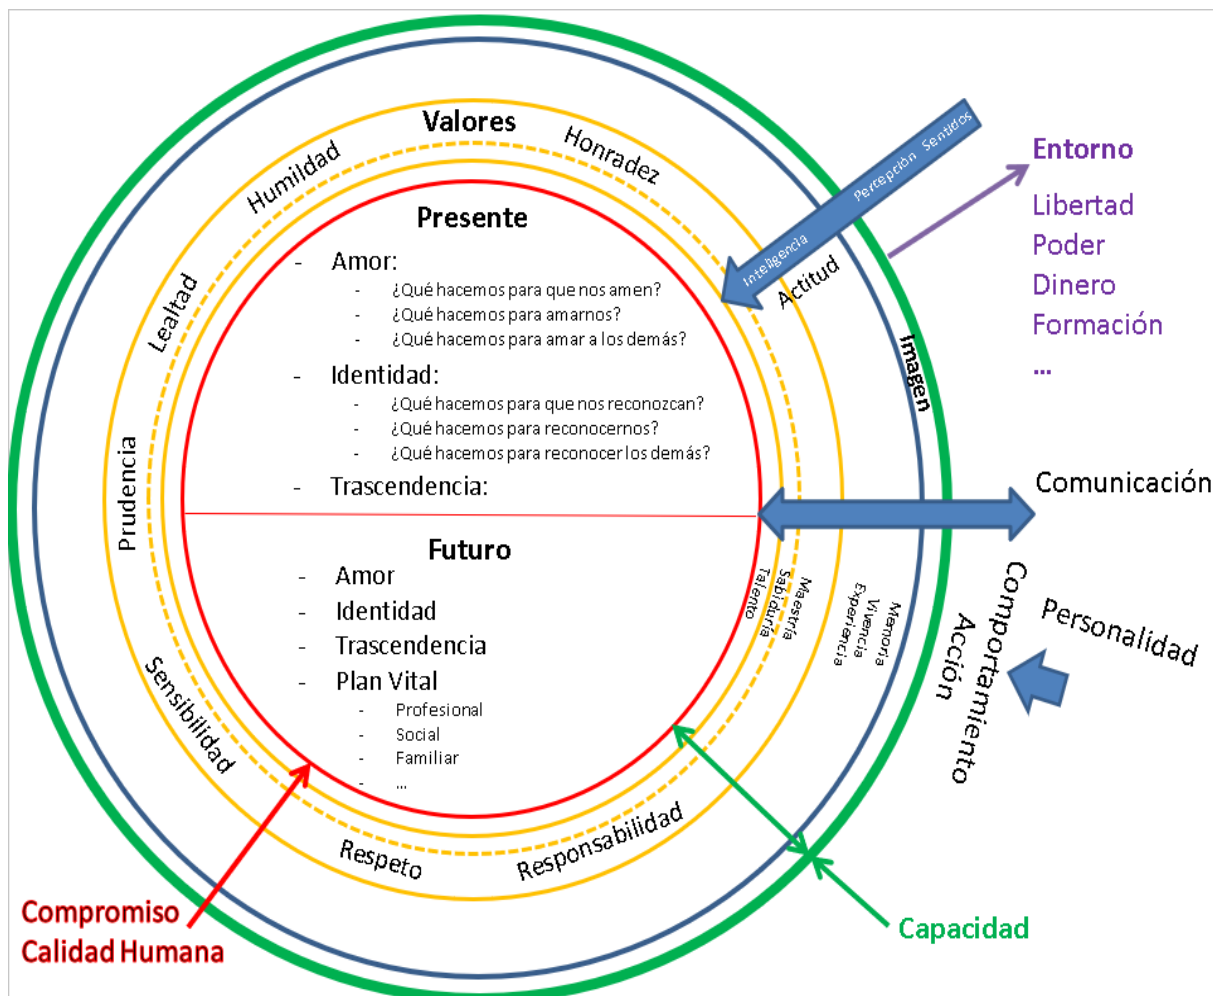 Valores
Humildad
Honradez
Lealtad
Prudencia
Sensibilidad
Respeto
Responsabilidad
Presente
- Amor:
- ¿Qué hacemos para que nos amen?
- ¿Qué hacemos para amarnos?
- ¿Qué hacemos para amar a los demás?
- Identidad:
- ¿Qué hacemos para que nos reconozcan?
- ¿Qué hacemos para reconocernos?
- ¿Qué hacemos para reconocer los demás?
- Trascendencia:
Futuro
- Amor
- Identidad
- Trascendencia
- Plan Vital
- Profesional
- Social
- Familiar
- ...
Inteligencia Percepción Sentidos
Actitud
Imagen
Entorno
Libertad
Poder
Dinero
Formación
...
Comunicación
Maestría
Sabiduría
Talento
Memoria
Vivencia
Experiencia
Comportamiento
Acción
Personalidad
Capacidad
Compromiso
Calidad Humana